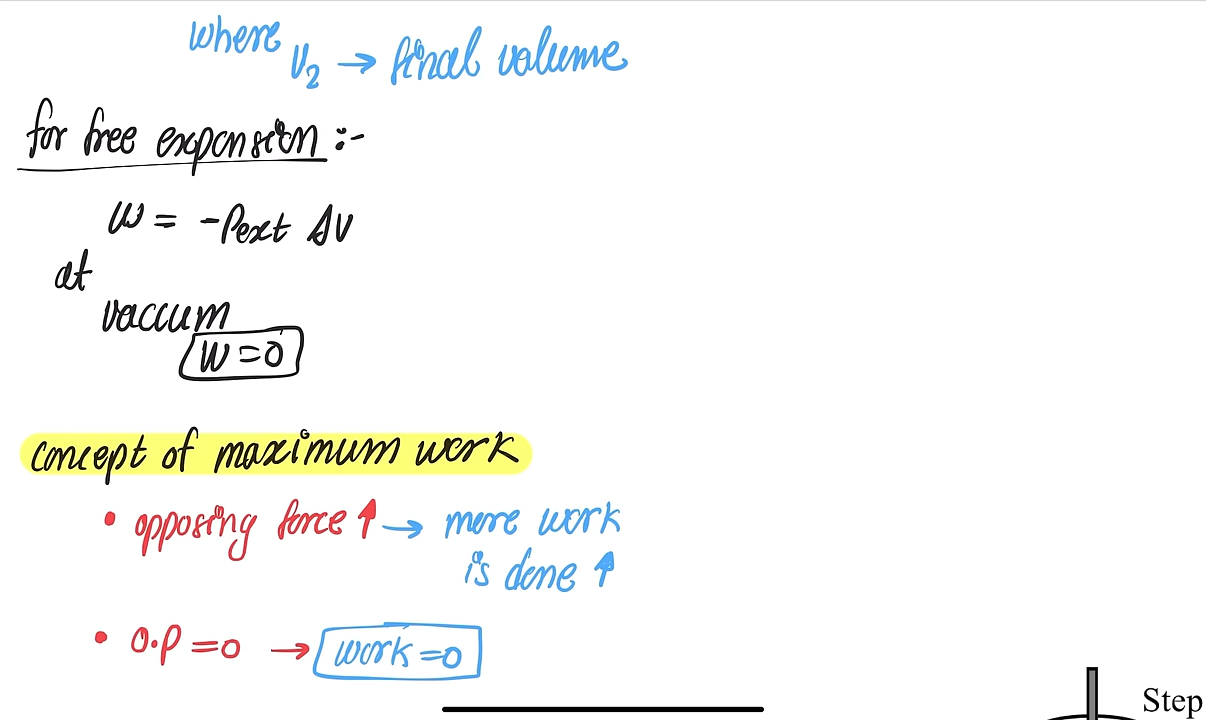 where V₂ → final volume
for free expansion :-
W = -Pext ΔV
at
vaccum
W = 0
concept of maximum work
• opposing force ↑ → more work
is done ↑
• O.P = 0 → work = 0
Step